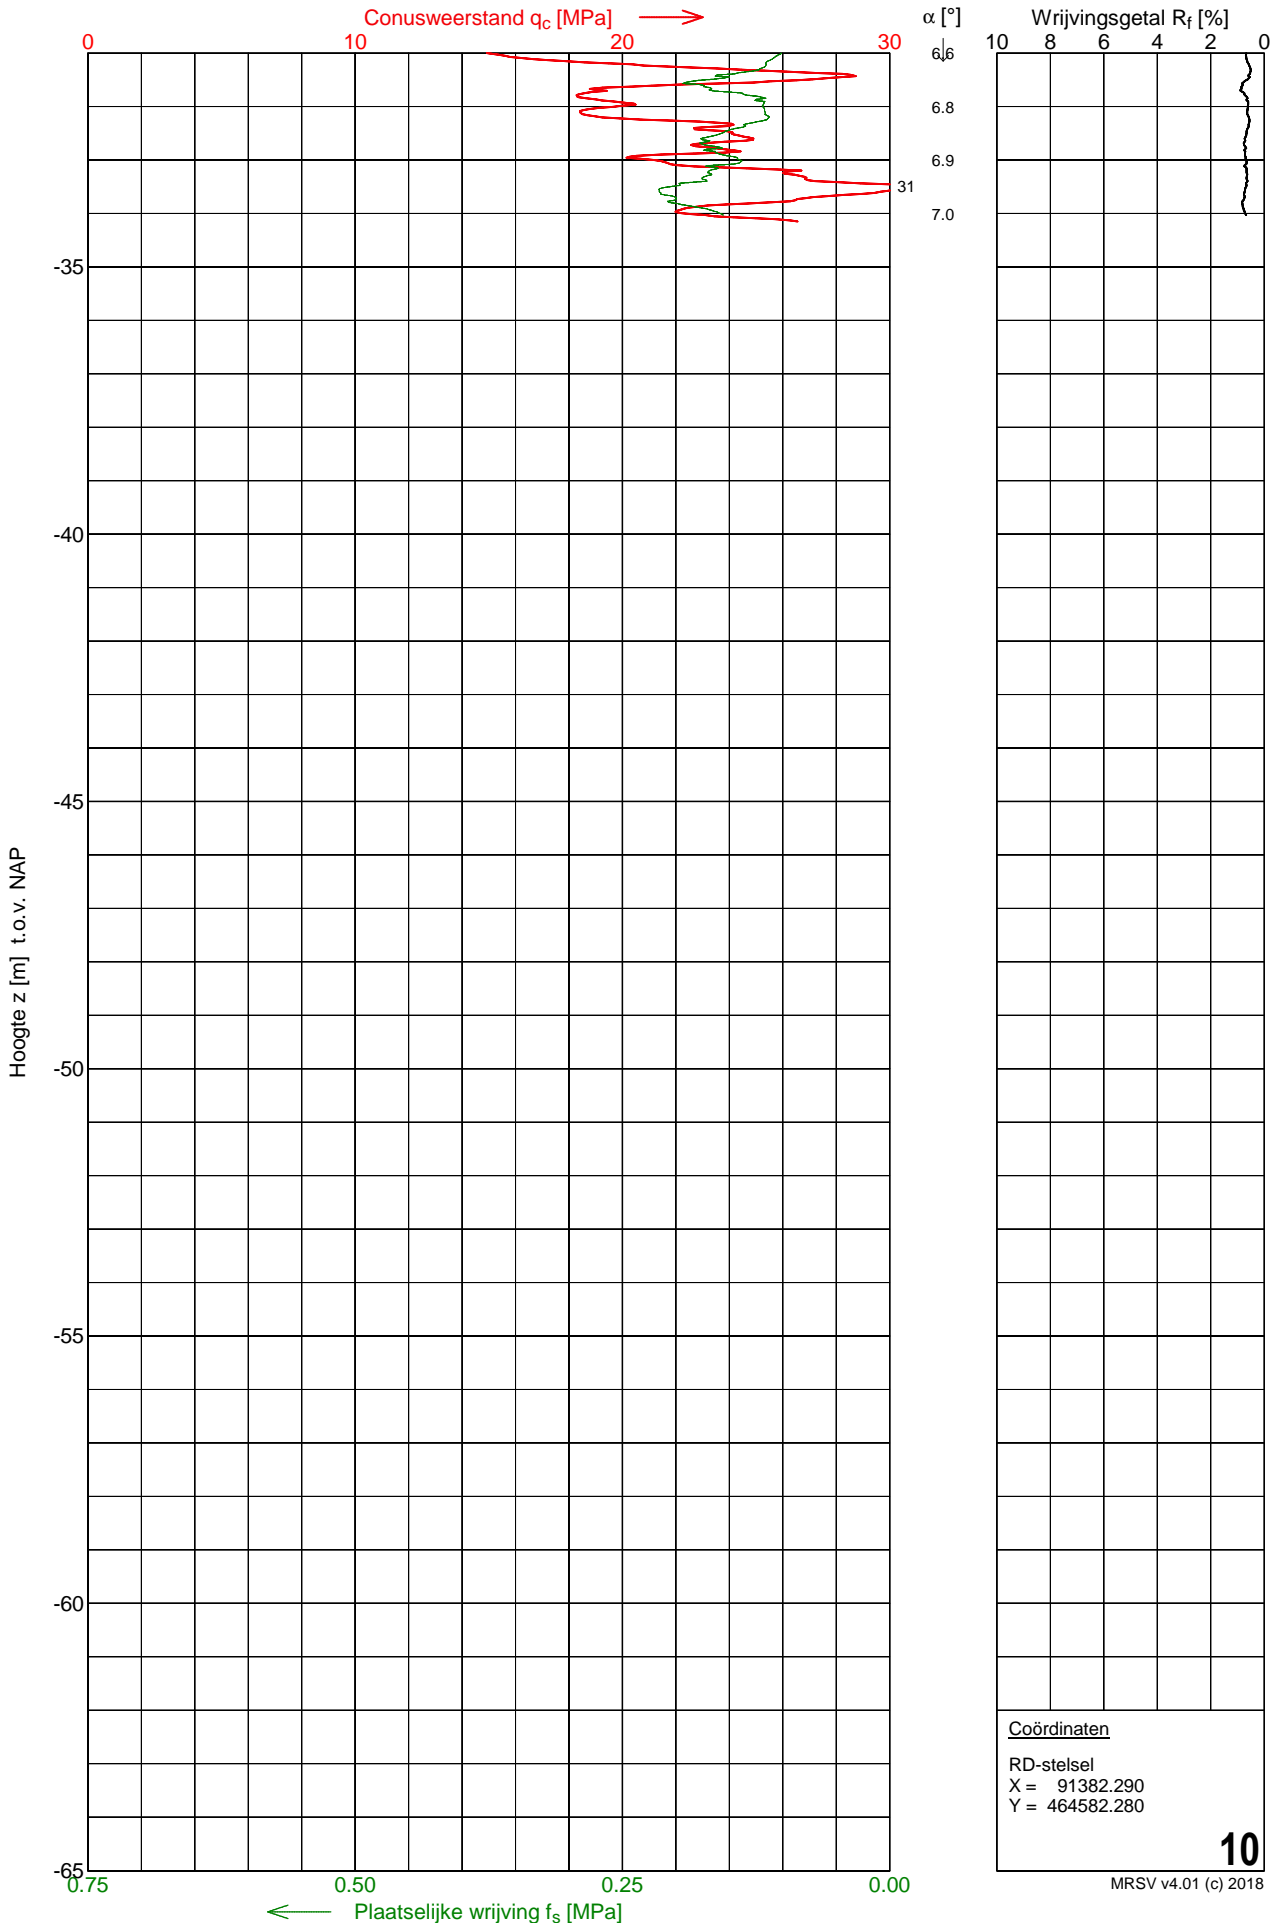 Conusweerstand qc [MPa]
α [°]
Wrijvingsgetal Rf [%]
0 10 20 30
10 8 6 4 2 0
6.6
6.8
6.9
31
7.0
-35
-40
-45
Hoogte z [m] t.o.v. NAP
-50
-55
-60
Coördinaten
RD-stelsel
X = 91382.290
Y = 464582.280
10
-65
0.75 0.50 0.25 0.00
MRSV v4.01 (c) 2018
Plaatselijke wrijving fs [MPa]